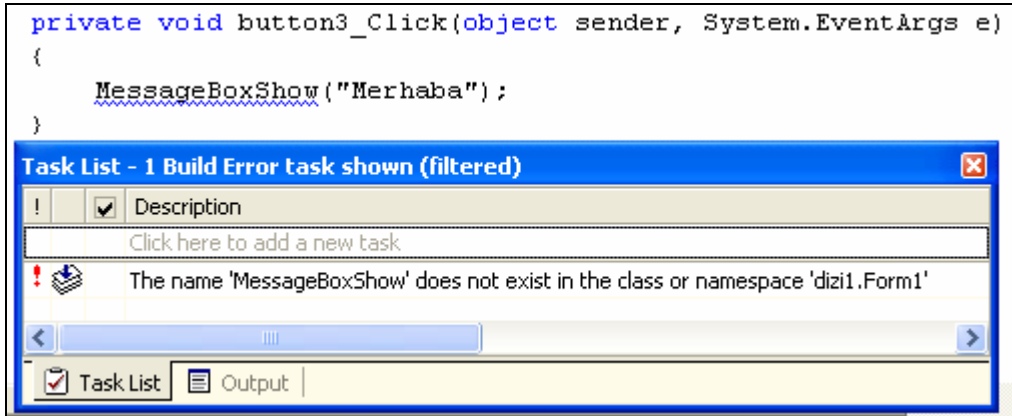 private void button3_Click(object sender, System.EventArgs e)
{
MessageBoxShow("Merhaba");
}
Task List - 1 Build Error task shown (filtered)
! Description
Click here to add a new task
! The name 'MessageBoxShow' does not exist in the class or namespace 'dizi1.Form1'
Task List Output